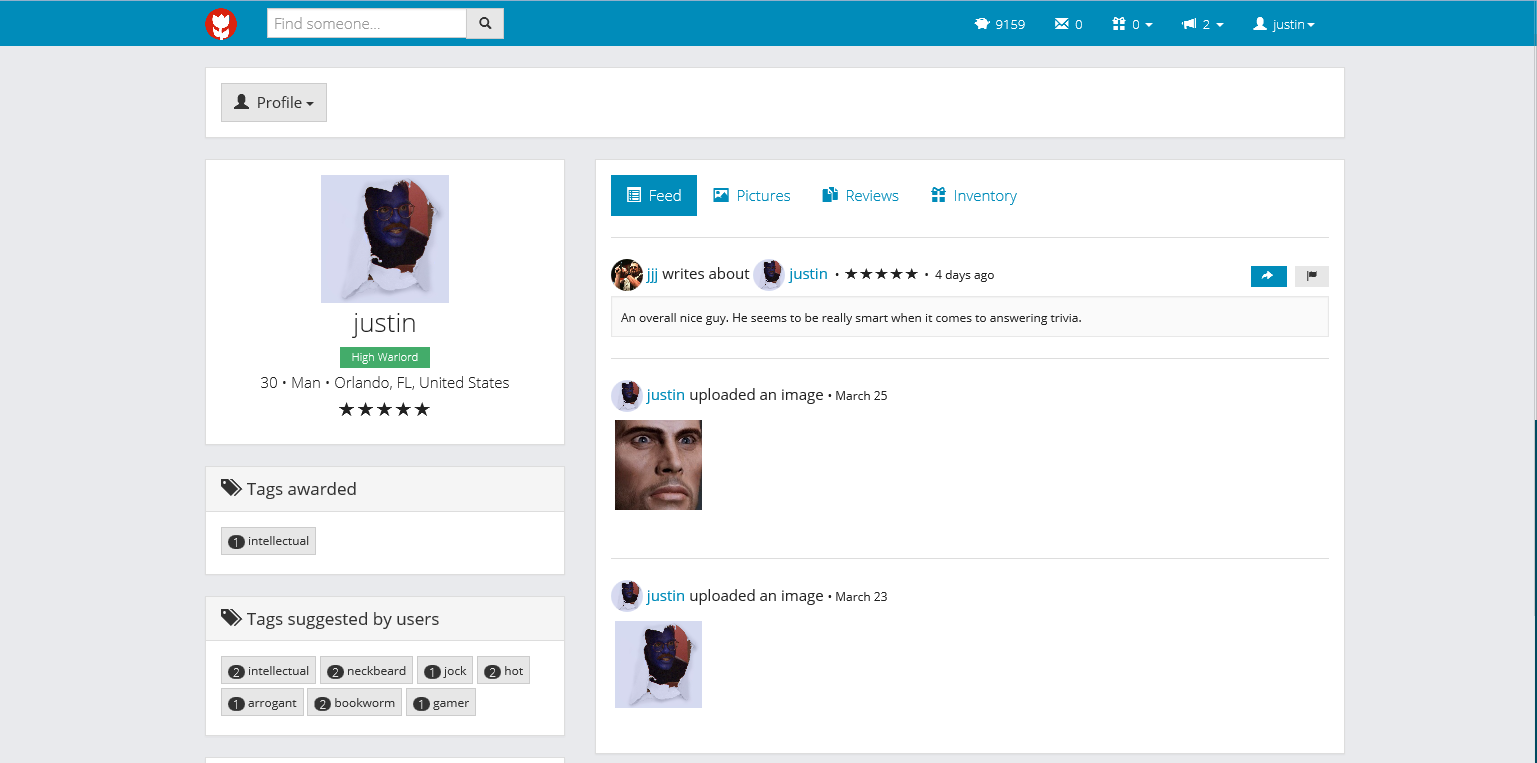 Find someone...
9159
0
0
2
justin
Profile
justin
High Warlord
30 • Man • Orlando, FL, United States
★★★★★
Tags awarded
1 intellectual
Tags suggested by users
2 intellectual 2 neckbeard 1 jock 2 hot
1 arrogant 2 bookworm 1 gamer
Feed Pictures Reviews Inventory
jjj writes about justin • ★★★★★ • 4 days ago
An overall nice guy. He seems to be really smart when it comes to answering trivia.
justin uploaded an image • March 25
justin uploaded an image • March 23